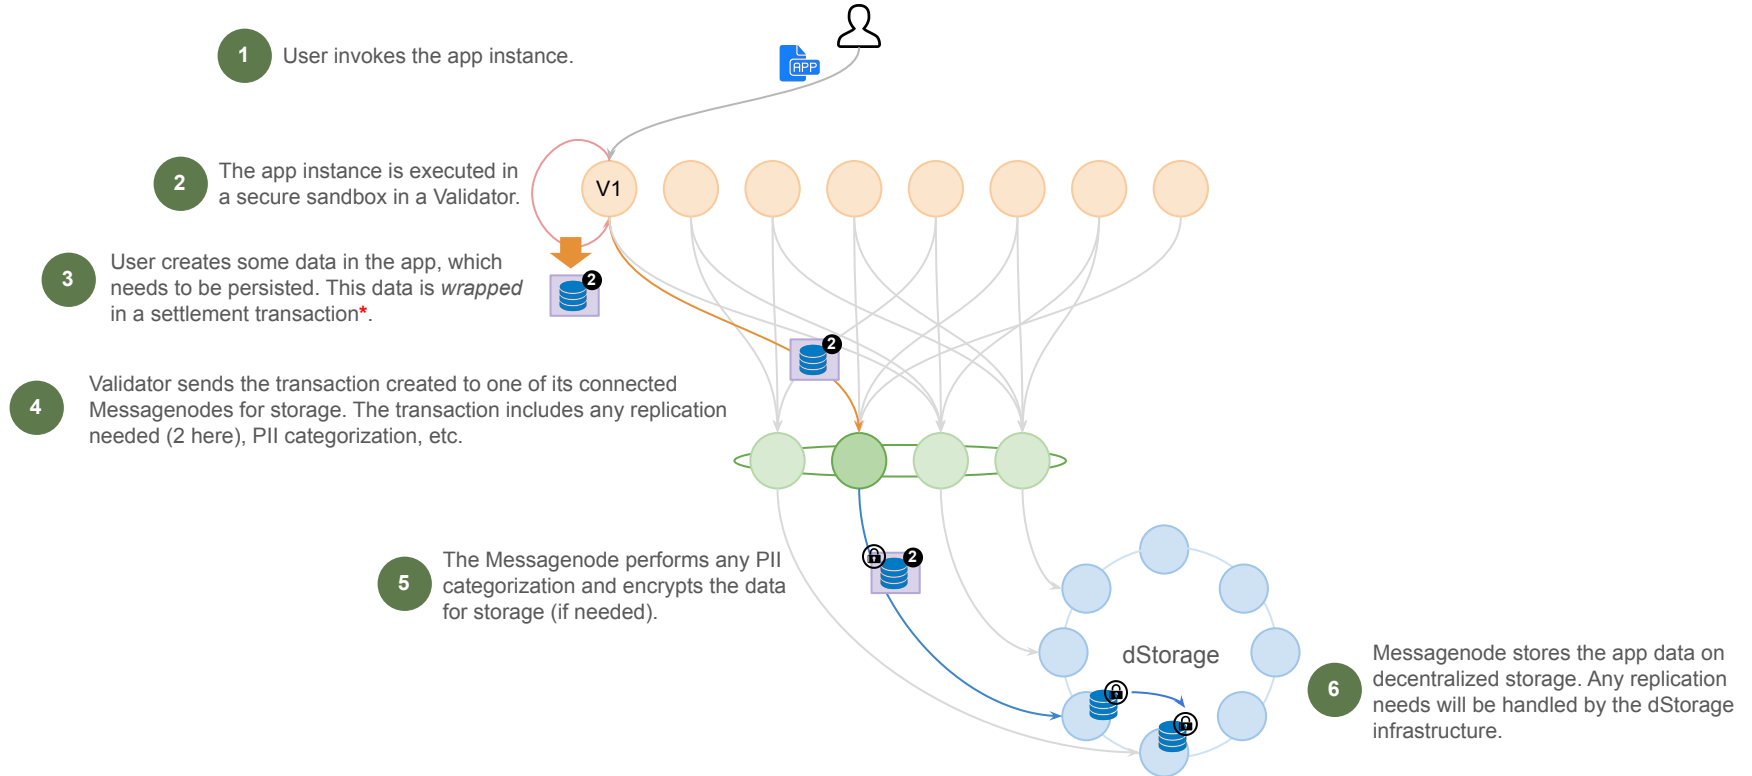 1
User invokes the app instance.
APP
2
The app instance is executed in
a secure sandbox in a Validator.
V1
3
User creates some data in the app, which
needs to be persisted. This data is wrapped
in a settlement transaction*.
2
2
4
Validator sends the transaction created to one of its connected
Messagenodes for storage. The transaction includes any replication
needed (2 here), PII categorization, etc.
5
The Messagenode performs any PII
categorization and encrypts the data
for storage (if needed).
2
dStorage
6
Messagenode stores the app data on
decentralized storage. Any replication
needs will be handled by the dStorage
infrastructure.